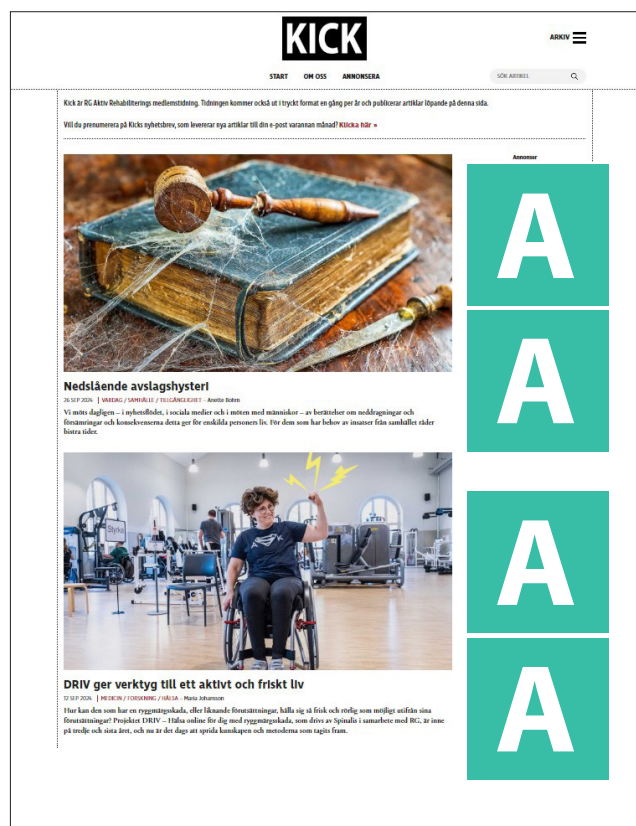 KICK
ARKIV
START OM OSS ANNONSERA
SÖK ARTIKEL
Kick är RG Aktiv Rehabiliterings medlemstidning. Tidningen kommer också ut i tryckt format en gång per år och publicerar artiklar löpande på denna sida.
Vill du prenumerera på Kicks nyhetsbrev, som levererar nya artiklar till din e-post varannan månad? Klicka här »
Annonser
A
A
Nedslående avslagshysteri
26 SEP 2024 | VARDAG / SAMHÄLLE / TILLGÄNGLIGHET – Anette Bohm
Vi möts dagligen – i nyhetsflödet, i sociala medier och i möten med människor – av berättelser om neddragningar och
försämringar och konsekvenserna detta ger för enskilda personers liv. För dem som har behov av insatser från samhället råder
bistra tider.
Styrka
A
A
DRIV ger verktyg till ett aktivt och friskt liv
12 SEP 2024 | MEDICIN / FORSKNING / HÄLSA – Maria Johansson
Hur kan den som har en ryggmärgsskada, eller liknande förutsättningar, hålla sig så frisk och rörlig som möjligt utifrån sina
förutsättningar? Projektet DRIV – Hälsa online för dig med ryggmärgsskada, som drivs av Spinalis i samarbete med RG, är inne
på tredje och sista året, och nu är det dags att sprida kunskapen och metoderna som tagits fram.